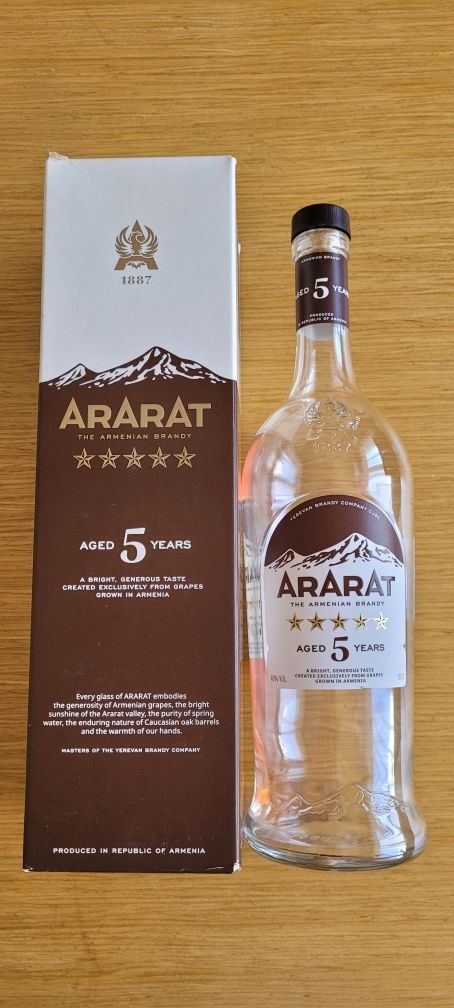 1887
ARARAT
THE ARMENIAN BRANDY
AGED 5 YEARS
A BRIGHT, GENEROUS TASTE
CREATED EXCLUSIVELY FROM GRAPES
GROWN IN ARMENIA
Every glass of ARARAT embodies
the generosity of Armenian grapes, the bright
sunshine of the Ararat valley, the purity of spring
water, the enduring nature of Caucasian oak barrels
and the warmth of our hands.
MASTERS OF THE YEREVAN BRANDY COMPANY
PRODUCED IN REPUBLIC OF ARMENIA
ARMENIAN BRANDY
AGED 5 YEA
PRODUCED
IN REPUBLIC OF ARMENIA
1887
YEREVAN BRANDY COMPANY CJSC
ARARAT
THE ARMENIAN BRANDY
AGED 5 YEARS
A BRIGHT, GENEROUS TASTE
CREATED EXCLUSIVELY FROM GRAPES
40% VOL. GROWN IN ARMENIA